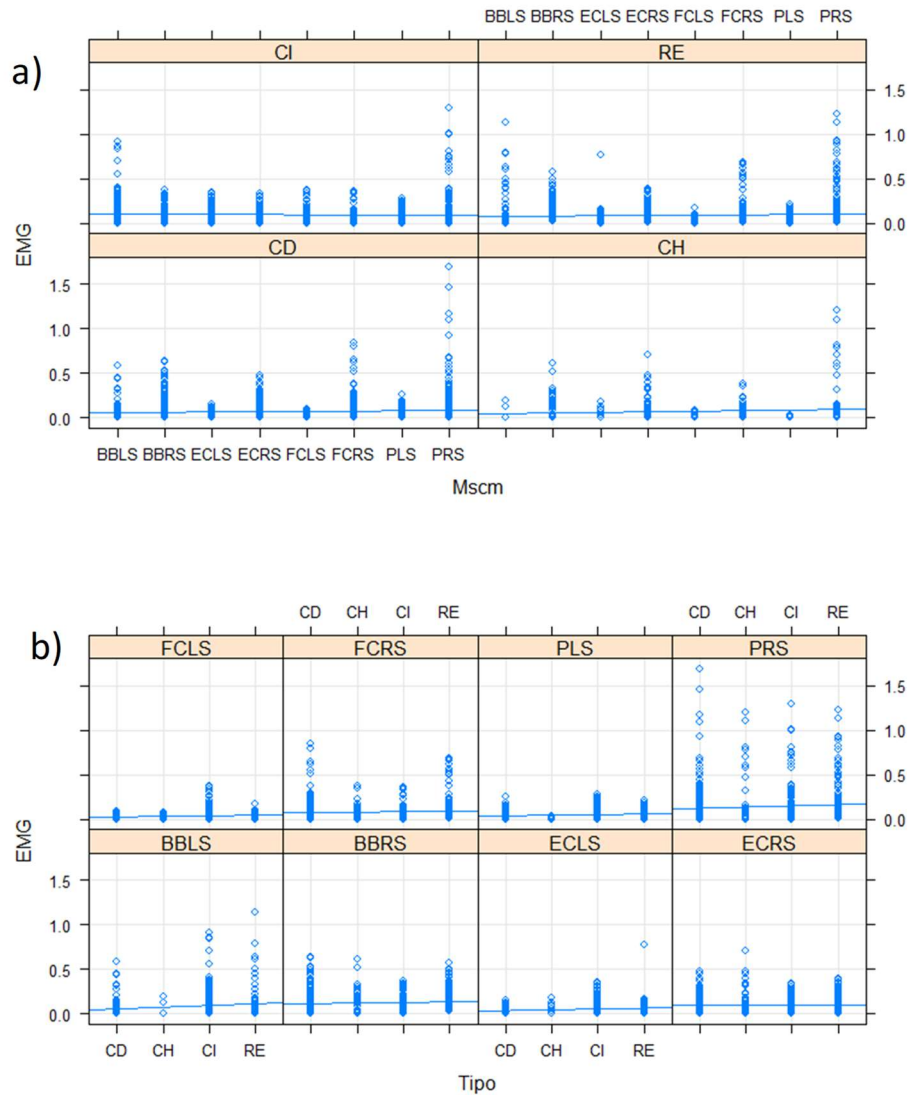 BBLS BBRS ECLS ECRS FCLS FCRS PLS PRS
a)
CI RE
1.5
1.0
0.5
0.0
EMG
CD CH
1.5
1.0
0.5
0.0
BBLS BBRS ECLS ECRS FCLS FCRS PLS PRS
Mscm
CD CH CI RE CD CH CI RE
b)
FCLS FCRS PLS PRS
1.5
1.0
0.5
0.0
EMG
BBLS BBRS ECLS ECRS
1.5
1.0
0.5
0.0
CD CH CI RE CD CH CI RE
Tipo